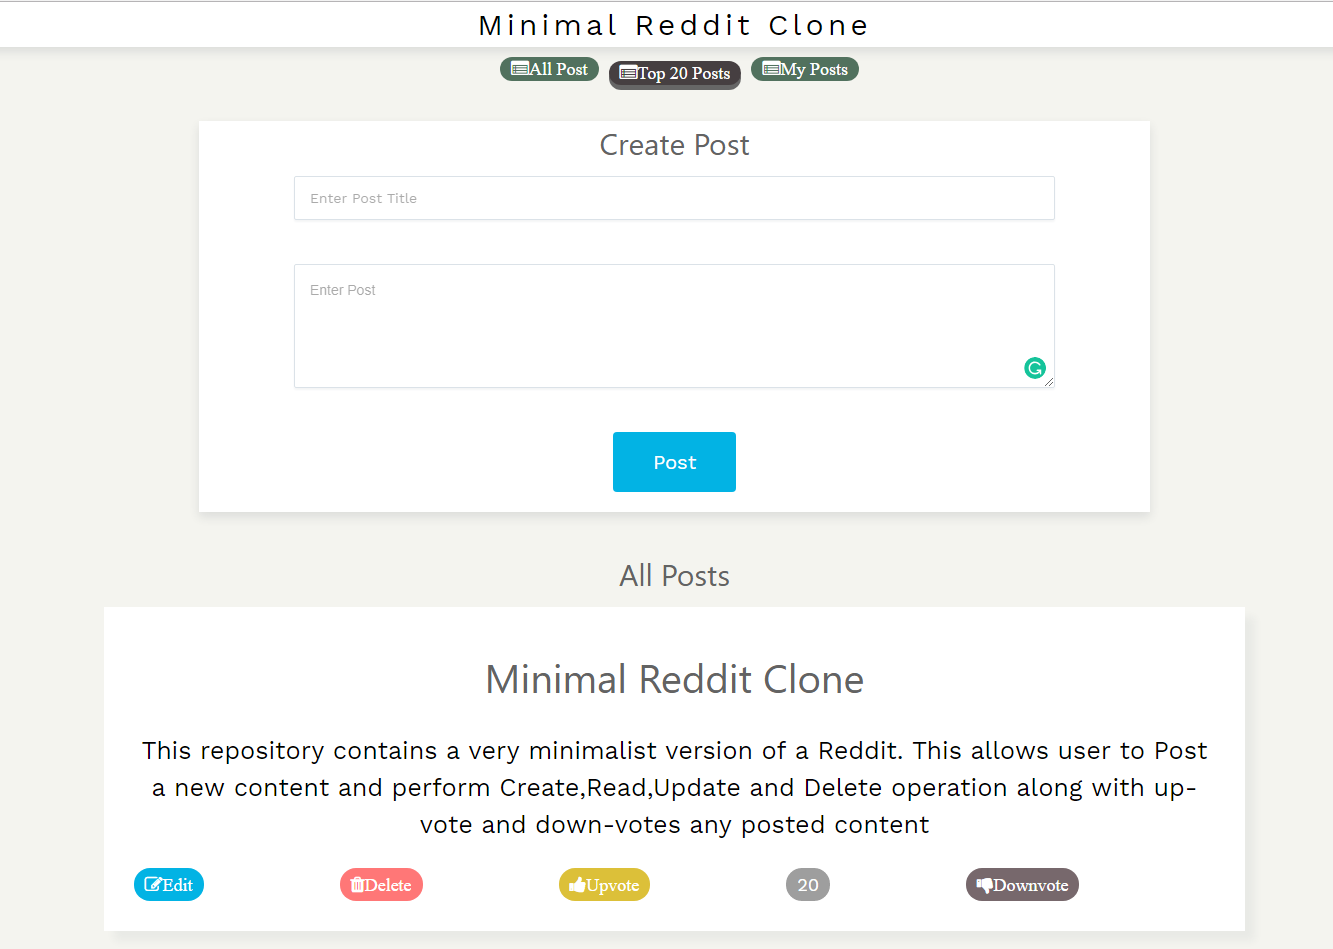 Minimal Reddit Clone
All Post Top 20 Posts My Posts
Create Post
Enter Post Title
Enter Post
Post
All Posts
Minimal Reddit Clone
This repository contains a very minimalist version of a Reddit. This allows user to Post
a new content and perform Create,Read,Update and Delete operation along with up-
vote and down-votes any posted content
Edit Delete Upvote 20 Downvote